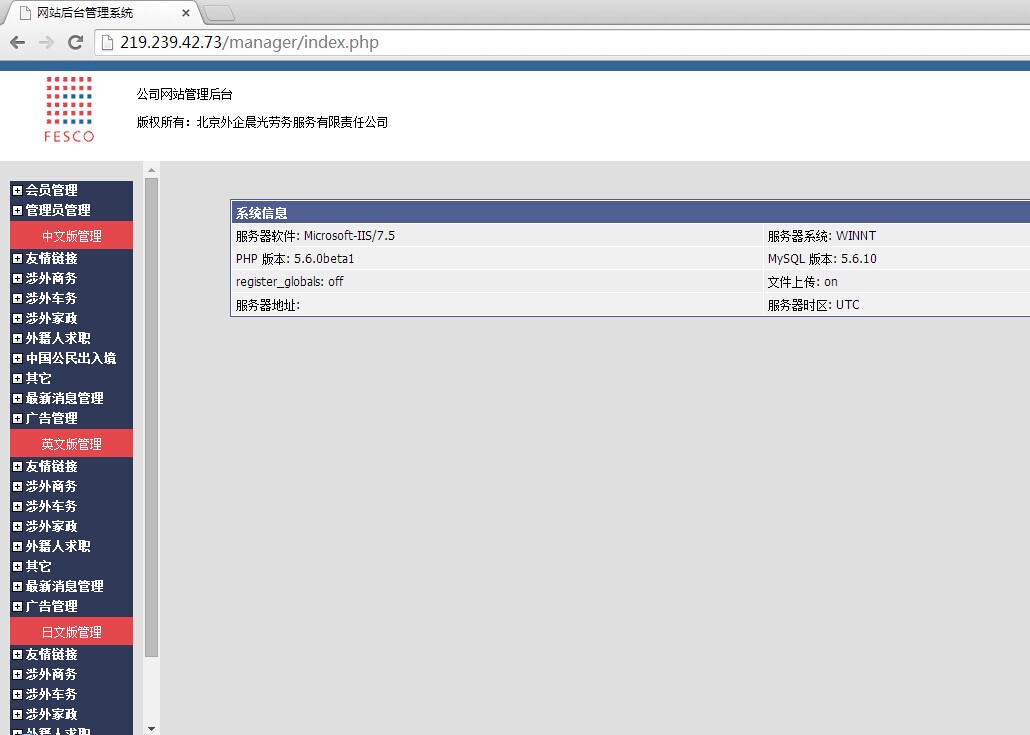 网站后台管理系统
219.239.42.73/manager/index.php
FESCO
公司网站管理后台
版权所有：北京外企晨光劳务服务有限责任公司
会员管理
管理员管理
中文版管理
友情链接
涉外商务
涉外车务
涉外家政
外籍人求职
中国公民出入境
其它
最新消息管理
广告管理
英文版管理
友情链接
涉外商务
涉外车务
涉外家政
外籍人求职
其它
最新消息管理
广告管理
日文版管理
友情链接
涉外商务
涉外车务
涉外家政
外籍人求职
系统信息
服务器软件: Microsoft-IIS/7.5 服务器系统: WINNT
PHP 版本: 5.6.0beta1 MySQL 版本: 5.6.10
register_globals: off 文件上传: on
服务器地址: 服务器时区: UTC